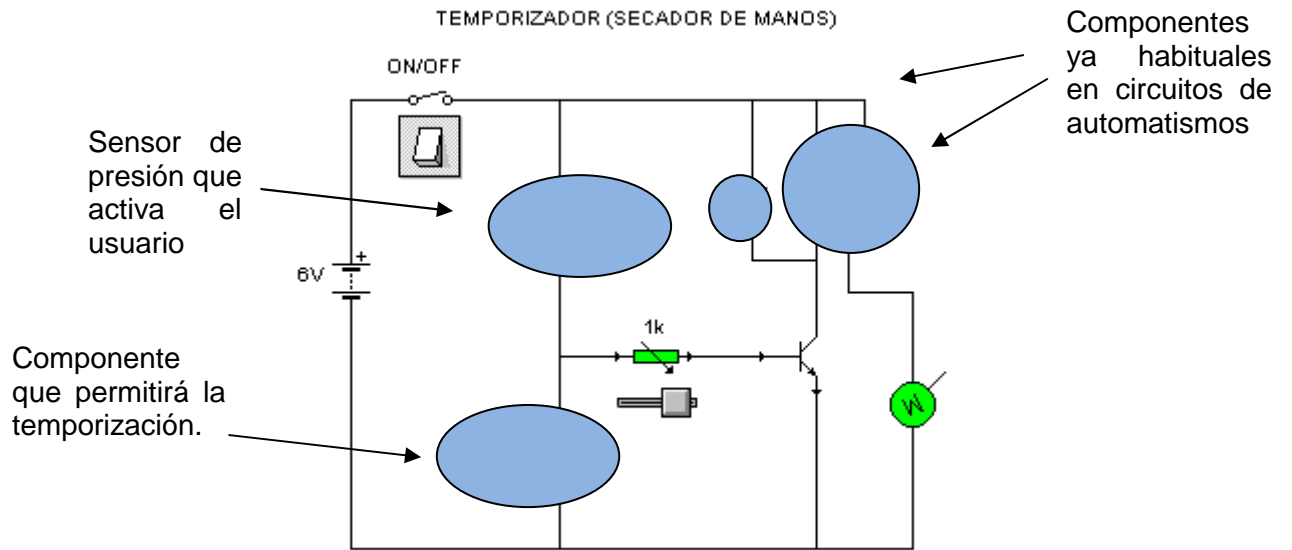 TEMPORIZADOR (SECADOR DE MANOS)
Componentes
ya habituales
en circuitos de
automatismos
ON/OFF
Sensor de
presión que
activa el
usuario
6V
+
1k
Componente
que permitirá la
temporización.
M